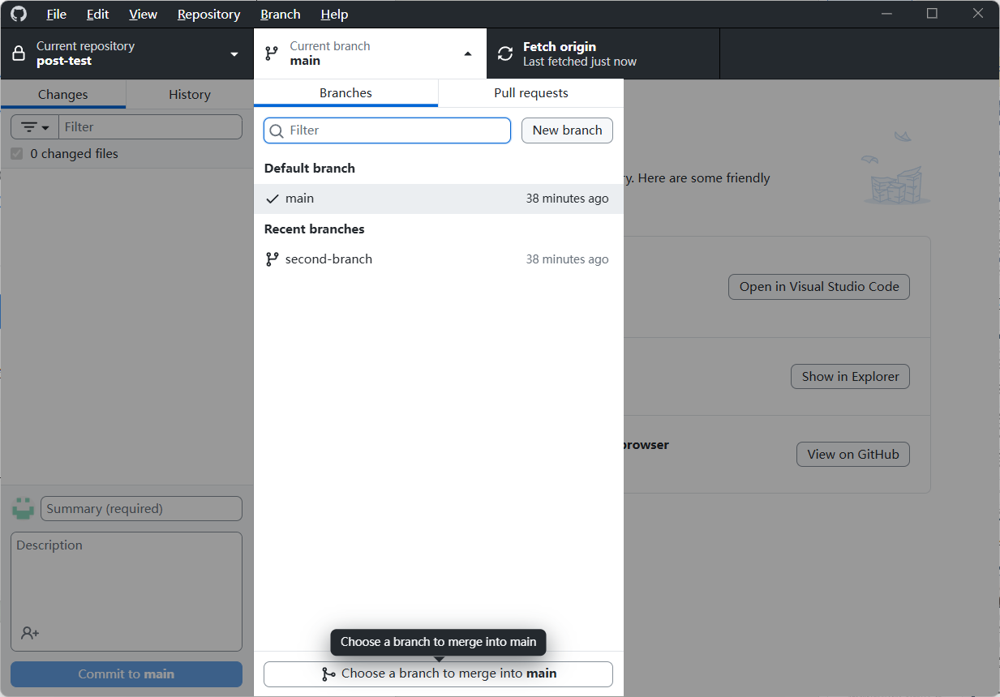 File Edit View Repository Branch Help
Current repository
post-test
Current branch
main
Fetch origin
Last fetched just now
Changes
History
Filter
0 changed files
Branches
Pull requests
Filter
New branch
Default branch
main 38 minutes ago
Recent branches
second-branch 38 minutes ago
Choose a branch to merge into main
Choose a branch to merge into main
Here are some friendly
Open in Visual Studio Code
Show in Explorer
browser
View on GitHub
Summary (required)
Description
Commit to main